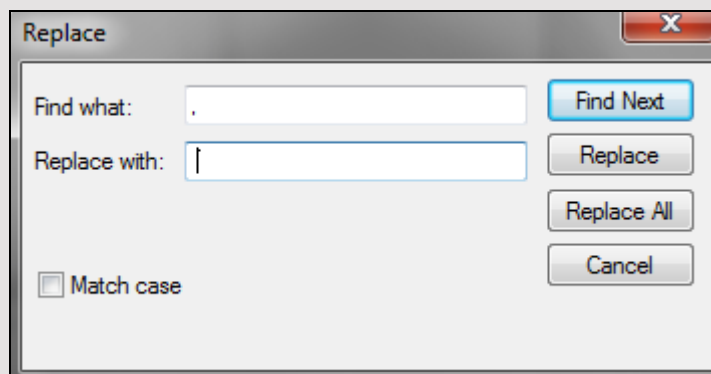 Replace
Find what: ,
Find Next
Replace with:
Replace
Replace All
Cancel
Match case